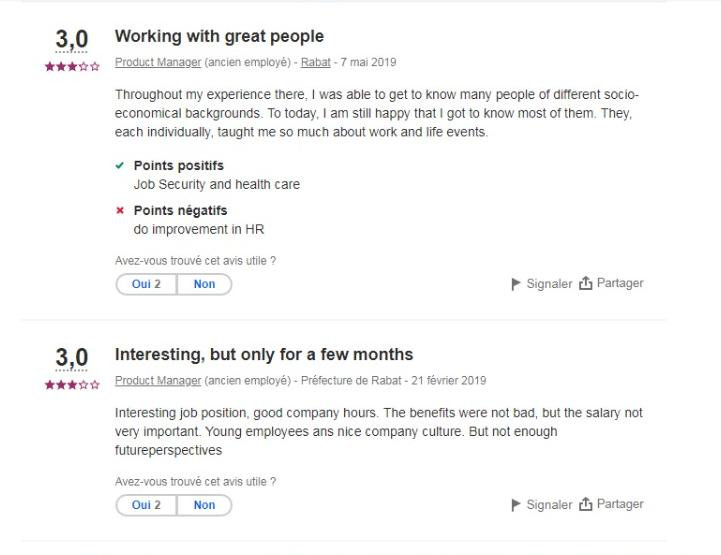 3,0
Working with great people
Product Manager (ancien employé) - Rabat - 7 mai 2019
Throughout my experience there, I was able to get to know many people of different socio-
economical backgrounds. To today, I am still happy that I got to know most of them. They,
each individually, taught me so much about work and life events.
Points positifs
Job Security and health care
Points négatifs
do improvement in HR
Avez-vous trouvé cet avis utile ?
Oui 2 Non
Signaler Partager
3,0
Interesting, but only for a few months
Product Manager (ancien employé) - Préfecture de Rabat - 21 février 2019
Interesting job position, good company hours. The benefits were not bad, but the salary not
very important. Young employees ans nice company culture. But not enough
futureperspectives
Avez-vous trouvé cet avis utile ?
Oui 2 Non
Signaler Partager